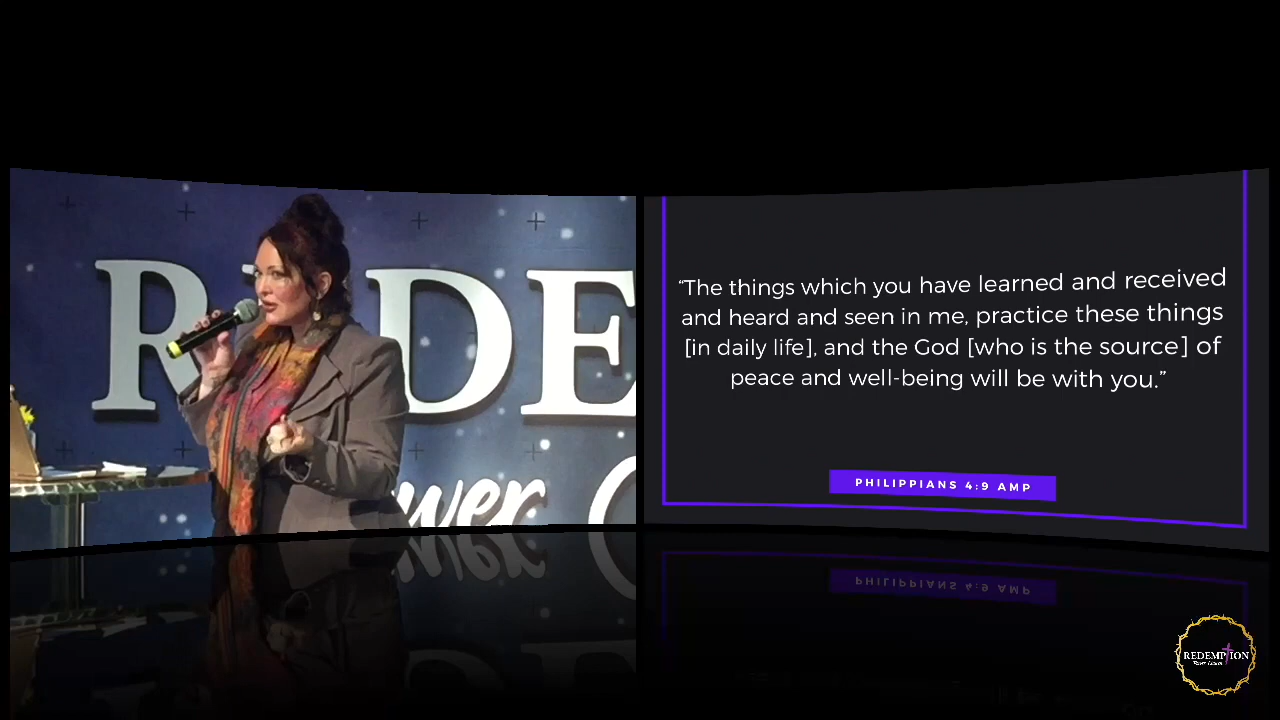 REDE
wer C
“The things which you have learned and received
and heard and seen in me, practice these things
[in daily life], and the God [who is the source] of
peace and well-being will be with you.”
PHILIPPIANS 4:9 AMP
REDEMPTION